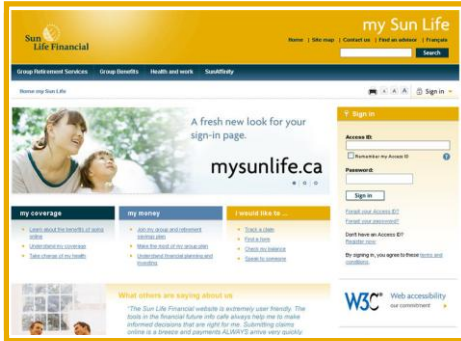 my Sun Life
Sun
Life Financial
Home | Site map | Contact us | Find an advisor | Français
Search
Group Retirement Services Group Benefits Health and work SunAffinity
Home my Sun Life
A A A Sign in
A fresh new look for your
sign-in page.
mysunlife.ca
Sign in
Access ID:
Remember my Access ID
?
Password:
Sign in
Forgot your Access ID?
Forgot your password?
Don't have an Access ID?
Register now
By signing in, you agree to these terms and
conditions.
my coverage
Learn about the benefits of going
online
Understand my coverage
Take charge of my health
my money
Join my group and retirement
savings plan
Make the most of my group plan
Understand financial planning and
investing
I would like to ...
Track a claim
Find a form
Check my balance
Speak to someone
What others are saying about us
"The Sun Life Financial website is extremely user friendly. The
tools in the financial future info cafe always help me to make
informed decisions that are right for me. Submitting claims
online is a breeze and payments ALWAYS arrive very quickly
W3C Web accessibility
our commitment